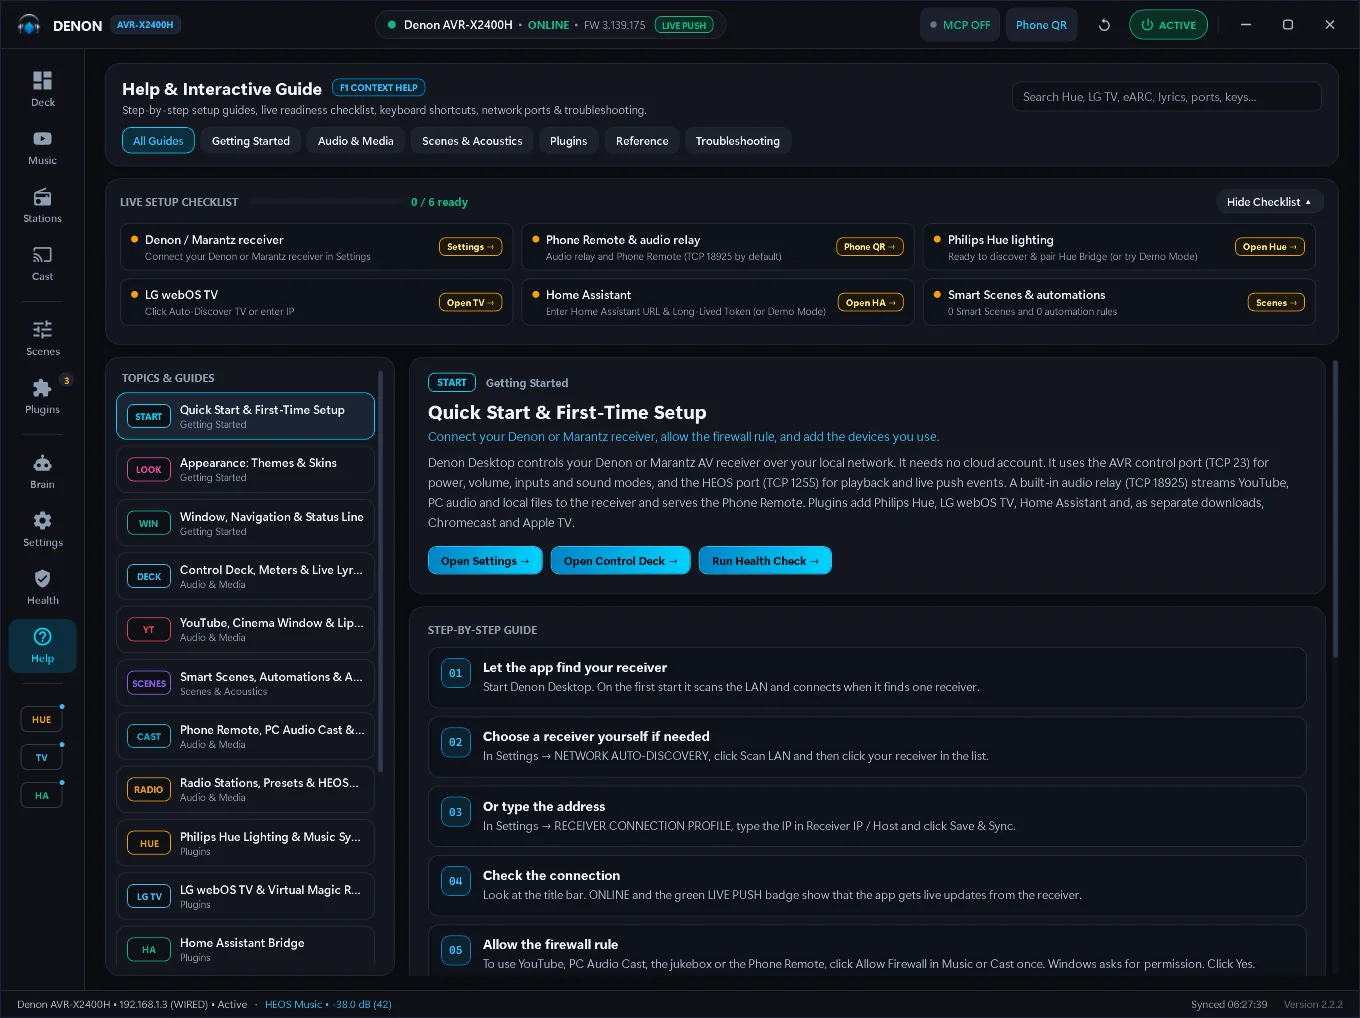 DENON AVR-X2400H
Denon AVR-X2400H • ONLINE • FW 3.139.175 LIVE PUSH
MCP OFF
Phone QR
ACTIVE
Deck
Music
Stations
Cast
Scenes
Plugins 3
Brain
Settings
Health
Help
HUE
TV
HA
Help & Interactive Guide F1 CONTEXT HELP
Step-by-step setup guides, live readiness checklist, keyboard shortcuts, network ports & troubleshooting.
Search Hue, LG TV, eARC, lyrics, ports, keys...
All Guides Getting Started Audio & Media Scenes & Acoustics Plugins Reference Troubleshooting
LIVE SETUP CHECKLIST 0 / 6 ready Hide Checklist ▲
Denon / Marantz receiver
Connect your Denon or Marantz receiver in Settings
Settings →
Phone Remote & audio relay
Audio relay and Phone Remote (TCP 18925 by default)
Phone QR →
Philips Hue lighting
Ready to discover & pair Hue Bridge (or try Demo Mode)
Open Hue →
LG webOS TV
Click Auto-Discover TV or enter IP
Open TV →
Home Assistant
Enter Home Assistant URL & Long-Lived Token (or Demo Mode)
Open HA →
Smart Scenes & automations
0 Smart Scenes and 0 automation rules
Scenes →
TOPICS & GUIDES
START Quick Start & First-Time Setup
Getting Started
LOOK Appearance: Themes & Skins
Getting Started
WIN Window, Navigation & Status Line
Getting Started
DECK Control Deck, Meters & Live Lyr...
Audio & Media
YT YouTube, Cinema Window & Lip...
Audio & Media
SCENES Smart Scenes, Automations & A...
Scenes & Acoustics
CAST Phone Remote, PC Audio Cast &...
Audio & Media
RADIO Radio Stations, Presets & HEOS...
Audio & Media
HUE Philips Hue Lighting & Music Sy...
Plugins
LG TV LG webOS TV & Virtual Magic R...
Plugins
HA Home Assistant Bridge
Plugins
START Getting Started
Quick Start & First-Time Setup
Connect your Denon or Marantz receiver, allow the firewall rule, and add the devices you use.
Denon Desktop controls your Denon or Marantz AV receiver over your local network. It needs no cloud account. It uses the AVR control port (TCP 23) for
power, volume, inputs and sound modes, and the HEOS port (TCP 1255) for playback and live push events. A built-in audio relay (TCP 18925) streams YouTube,
PC audio and local files to the receiver and serves the Phone Remote. Plugins add Philips Hue, LG webOS TV, Home Assistant and, as separate downloads,
Chromecast and Apple TV.
Open Settings → Open Control Deck → Run Health Check →
STEP-BY-STEP GUIDE
01 Let the app find your receiver
Start Denon Desktop. On the first start it scans the LAN and connects when it finds one receiver.
02 Choose a receiver yourself if needed
In Settings → NETWORK AUTO-DISCOVERY, click Scan LAN and then click your receiver in the list.
03 Or type the address
In Settings → RECEIVER CONNECTION PROFILE, type the IP in Receiver IP / Host and click Save & Sync.
04 Check the connection
Look at the title bar. ONLINE and the green LIVE PUSH badge show that the app gets live updates from the receiver.
05 Allow the firewall rule
To use YouTube, PC Audio Cast, the jukebox or the Phone Remote, click Allow Firewall in Music or Cast once. Windows asks for permission. Click Yes.
Denon AVR-X2400H • 192.168.1.3 (WIRED) • Active · HEOS Music • -38.0 dB (42)
Synced 06:27:39 Version 2.2.2